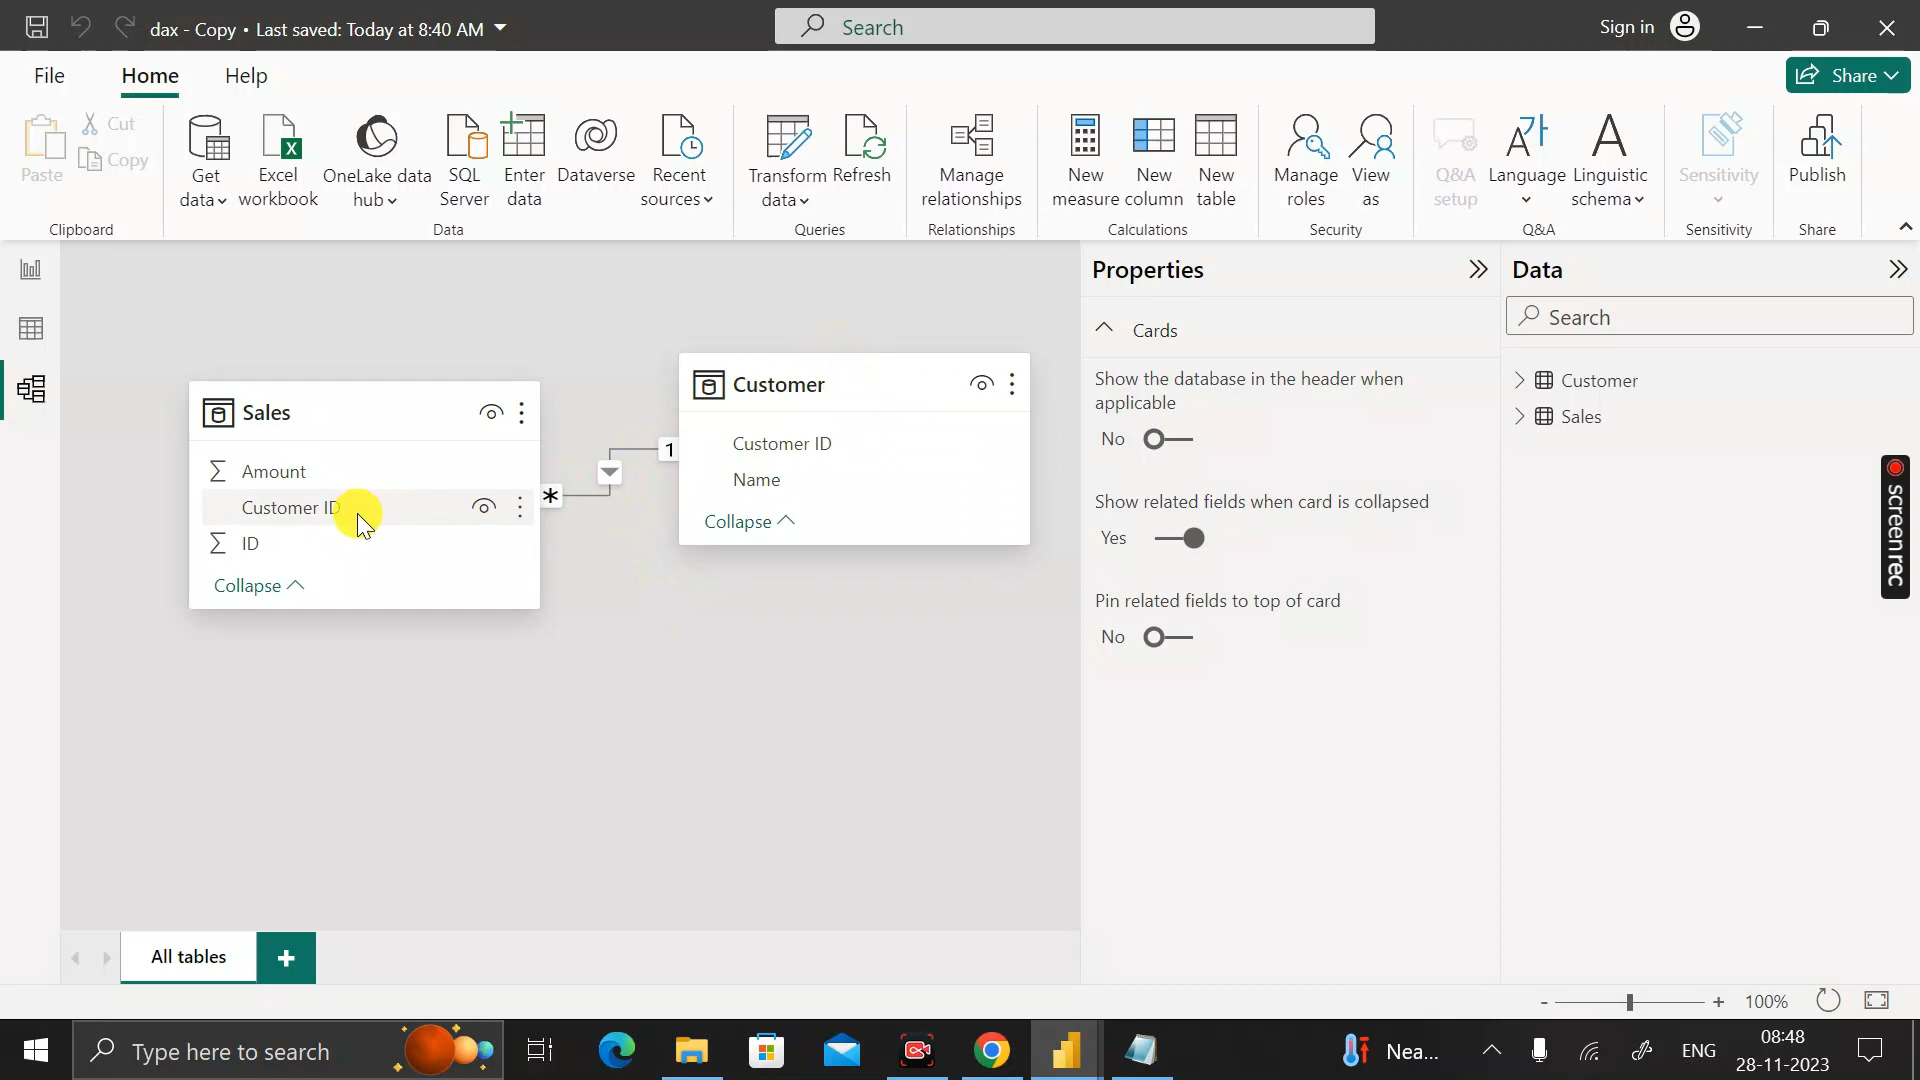 dax - Copy • Last saved: Today at 8:40 AM
Search
Sign in
File
Home
Help
Share
Paste
Cut
Copy
Clipboard
Get
data
Excel
workbook
OneLake data
hub
SQL
Server
Enter
data
Dataverse
Recent
sources
Data
Transform
data
Refresh
Queries
Manage
relationships
Relationships
New
measure
New
column
New
table
Calculations
Manage
roles
View
as
Security
Q&A
setup
Language
Linguistic
schema
Q&A
Sensitivity
Sensitivity
Publish
Share
Sales
Amount
Customer ID
ID
Collapse
*
1
Customer
Customer ID
Name
Collapse
Properties
Cards
Show the database in the header when
applicable
No
Show related fields when card is collapsed
Yes
Pin related fields to top of card
No
Data
Search
Customer
Sales
screen rec
All tables
+
- + 100%
Type here to search
Nea...
ENG
08:48
28-11-2023